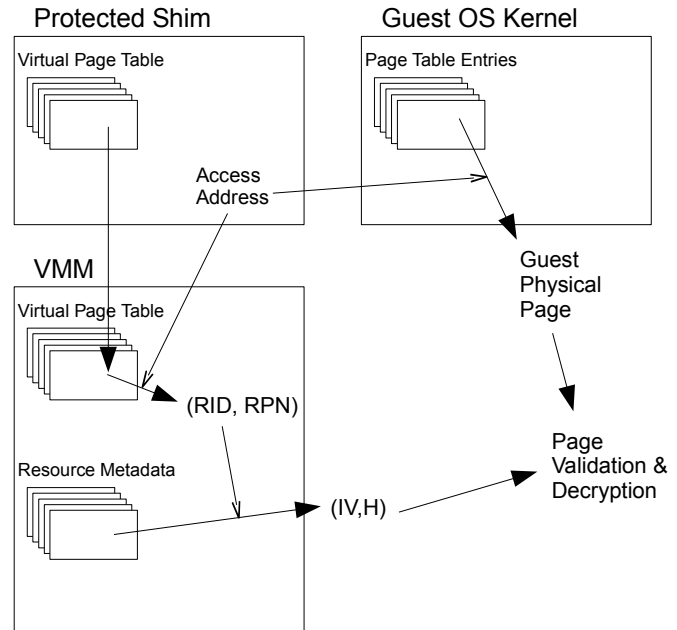 Protected Shim
Guest OS Kernel
Virtual Page Table
Page Table Entries
Access
Address
Guest
Physical
Page
VMM
Virtual Page Table
(RID, RPN)
Resource Metadata
(IV,H)
Page
Validation &
Decryption